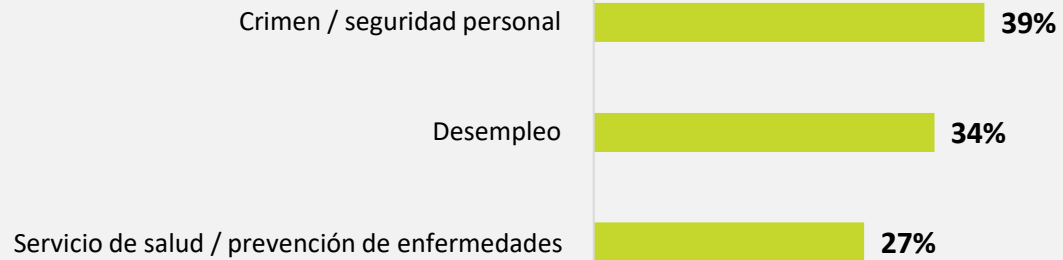 Crimen / seguridad personal 39%
Desempleo 34%
Servicio de salud / prevención de enfermedades 27%